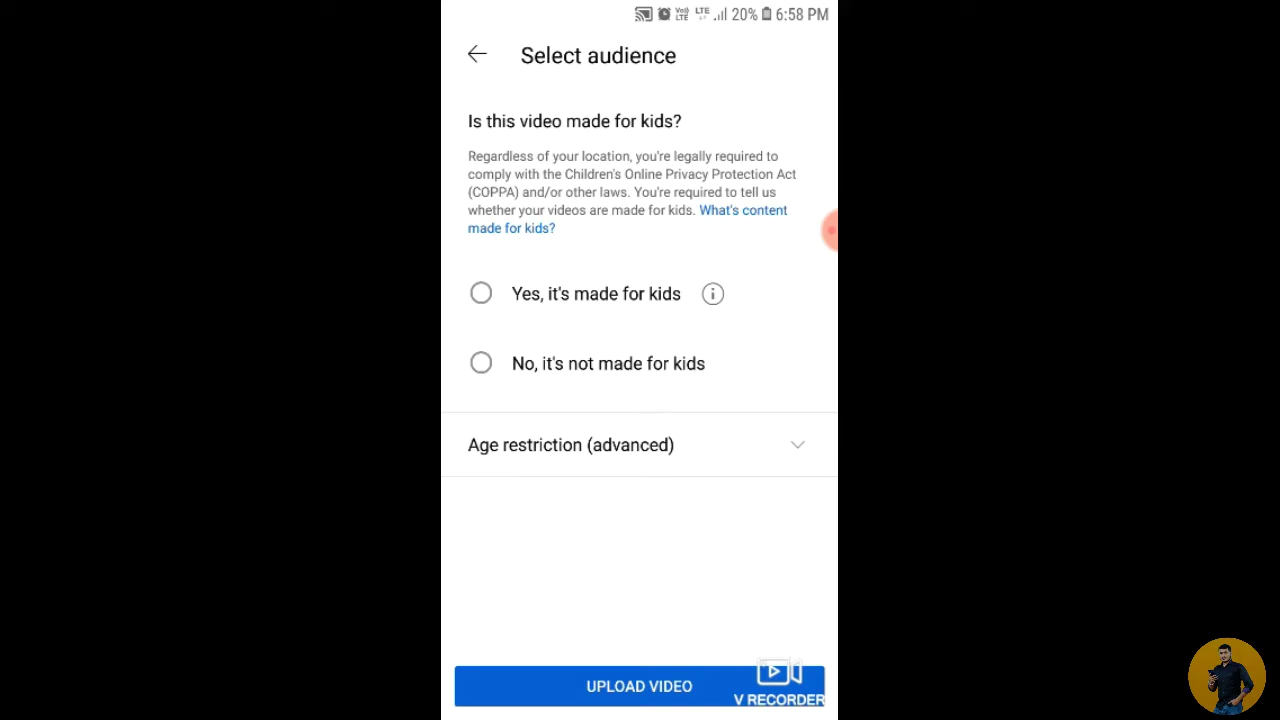 Vo) LTE LTE 20% 6:58 PM
Select audience
Is this video made for kids?
Regardless of your location, you're legally required to
comply with the Children's Online Privacy Protection Act
(COPPA) and/or other laws. You're required to tell us
whether your videos are made for kids. What's content
made for kids?
Yes, it's made for kids
No, it's not made for kids
Age restriction (advanced)
UPLOAD VIDEO
V RECORDER